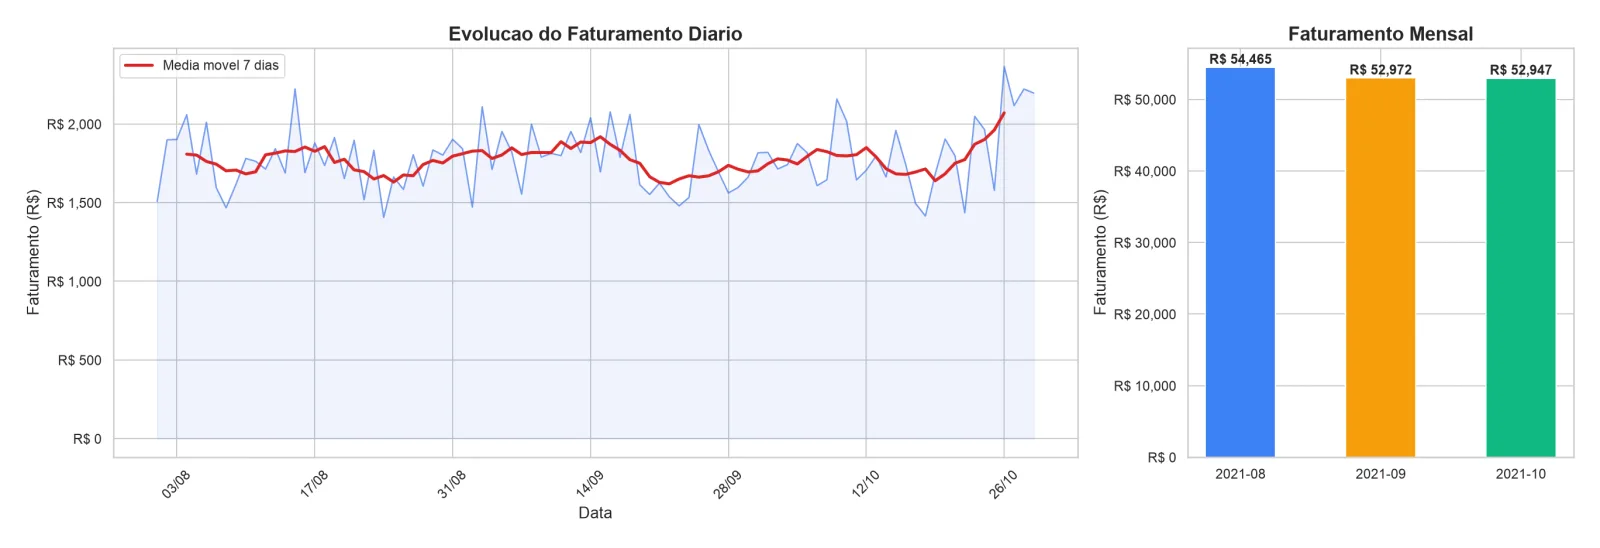 Evolucao do Faturamento Diario
Media movel 7 dias
Faturamento (R$)
R$ 2,000
R$ 1,500
R$ 1,000
R$ 500
R$ 0
03/08
17/08
31/08
14/09
28/09
12/10
26/10
Data
Faturamento Mensal
R$ 54,465
R$ 52,972
R$ 52,947
Faturamento (R$)
R$ 50,000
R$ 40,000
R$ 30,000
R$ 20,000
R$ 10,000
R$ 0
2021-08
2021-09
2021-10